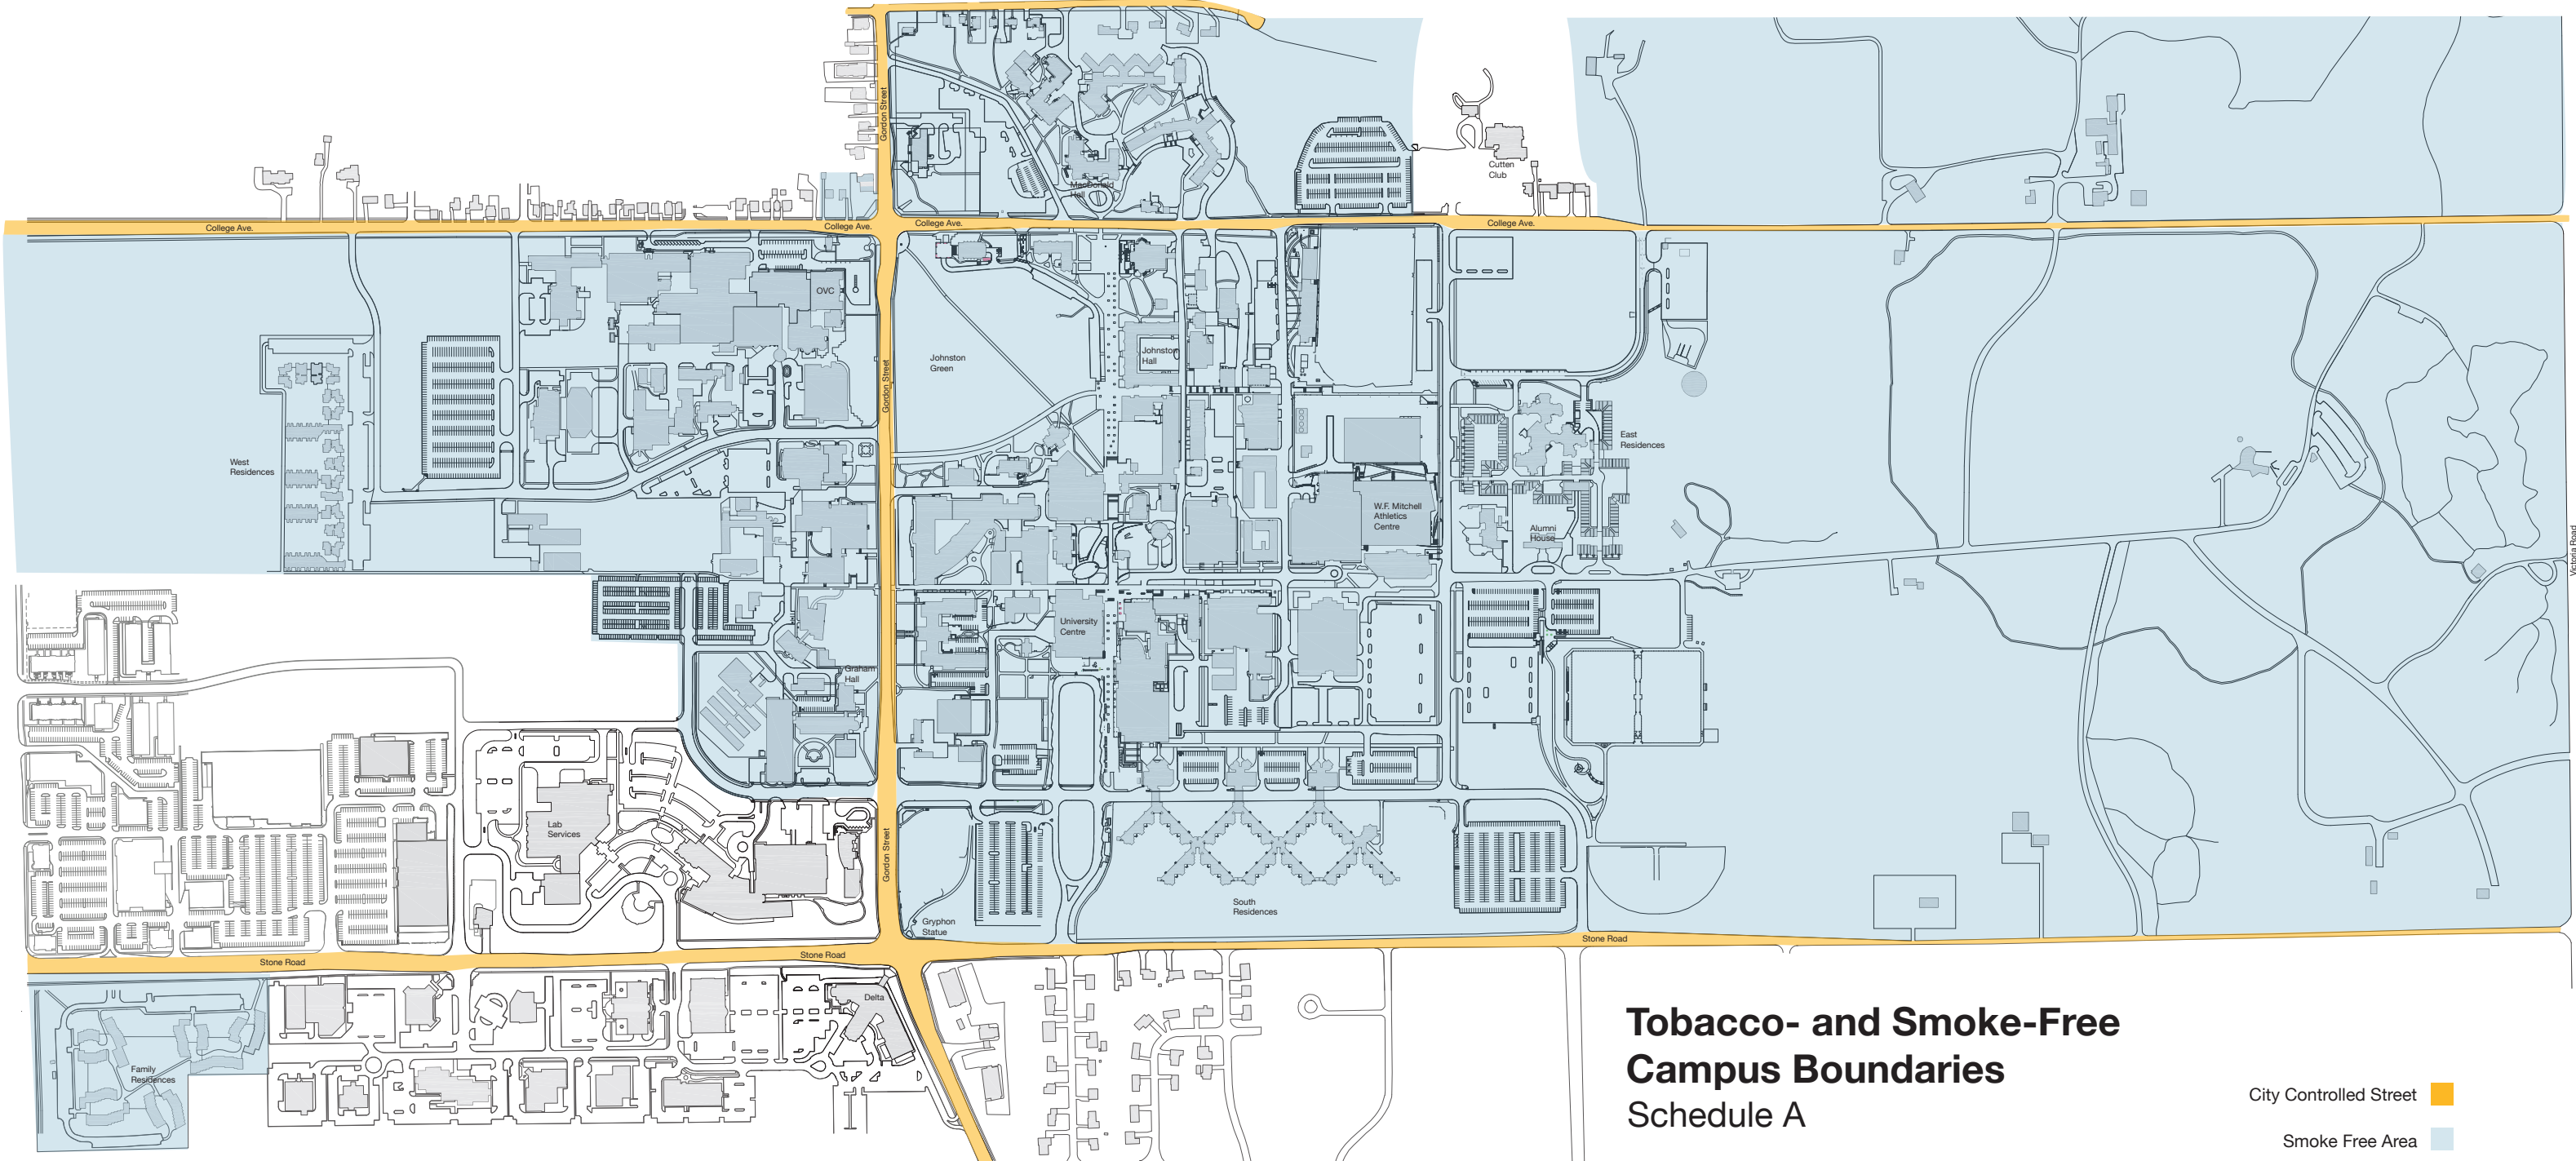 Gordon Street
Cutten
Club
MacDonald
Hall
College Ave.
College Ave.
College Ave.
College Ave.
OVC
Johnston
Green
Johnston
Hall
Gordon Street
West
Residences
East
Residences
W.F. Mitchell
Athletics
Centre
Alumni
House
Victoria Road
University
Centre
Graham
Hall
Lab
Services
Gordon Street
South
Residences
Gryphon
Statue
Stone Road
Stone Road
Stone Road
Delta
Family
Residences
Tobacco- and Smoke-Free
Campus Boundaries
Schedule A
City Controlled Street
Smoke Free Area